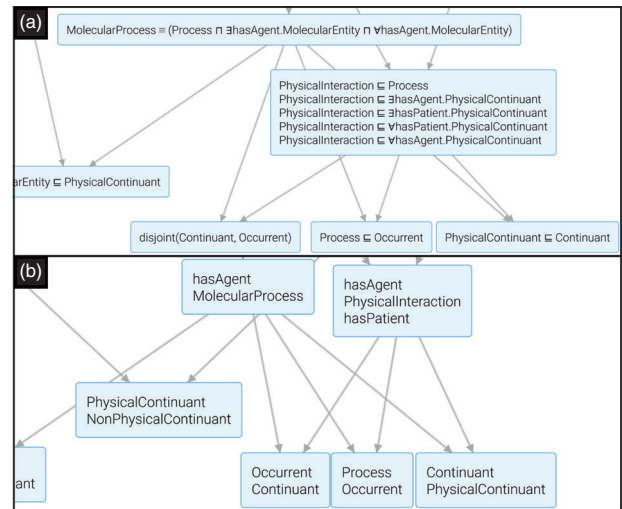 (a)
MolecularProcess ≡ (Process ⊓ ∃hasAgent.MolecularEntity ⊓ ∀hasAgent.MolecularEntity)
PhysicalInteraction ⊑ Process
PhysicalInteraction ⊑ ∃hasAgent.PhysicalContinuant
PhysicalInteraction ⊑ ∃hasPatient.PhysicalContinuant
PhysicalInteraction ⊑ ∀hasPatient.PhysicalContinuant
PhysicalInteraction ⊑ ∀hasAgent.PhysicalContinuant
arEntity ⊑ PhysicalContinuant
disjoint(Continuant, Occurrent)
Process ⊑ Occurrent
PhysicalContinuant ⊑ Continuant
(b)
hasAgent
MolecularProcess
hasAgent
PhysicalInteraction
hasPatient
PhysicalContinuant
NonPhysicalContinuant
ant
Occurrent
Continuant
Process
Occurrent
Continuant
PhysicalContinuant